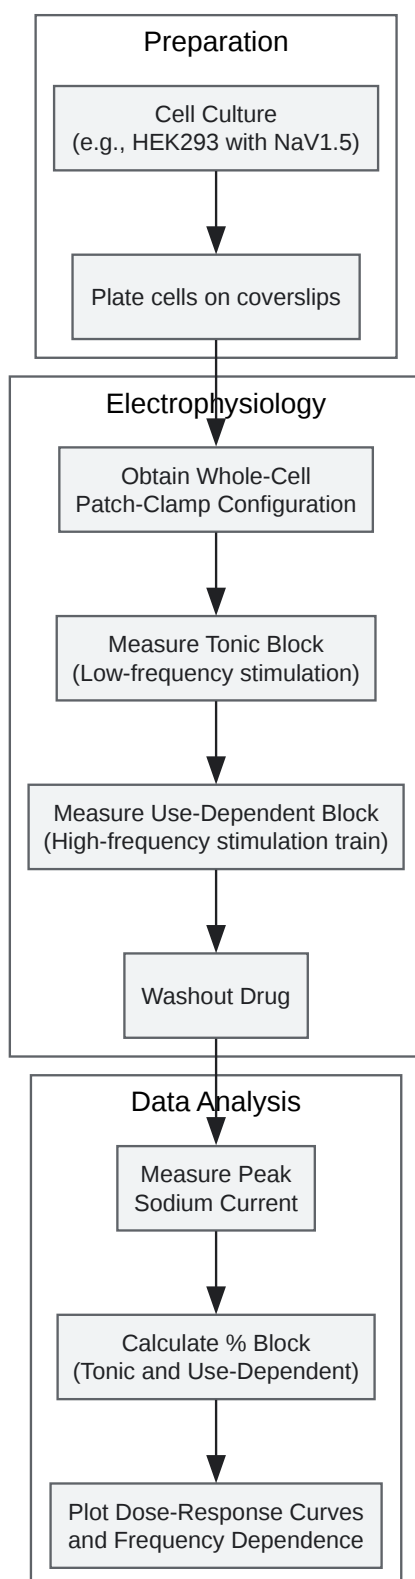 Preparation
Cell Culture
(e.g., HEK293 with NaV1.5)
Plate cells on coverslips
Electrophysiology
Obtain Whole-Cell
Patch-Clamp Configuration
Measure Tonic Block
(Low-frequency stimulation)
Measure Use-Dependent Block
(High-frequency stimulation train)
Washout Drug
Data Analysis
Measure Peak
Sodium Current
Calculate % Block
(Tonic and Use-Dependent)
Plot Dose-Response Curves
and Frequency Dependence